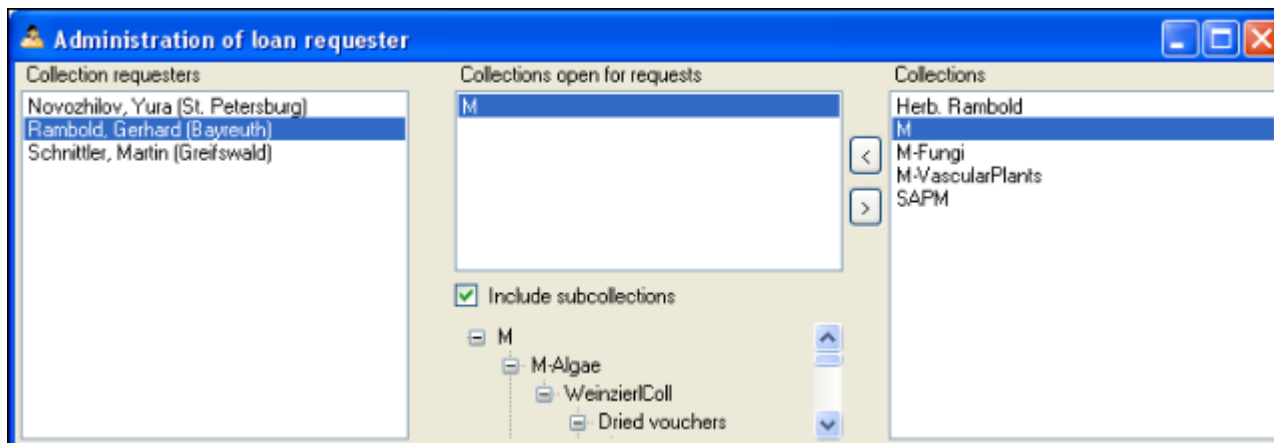 Administration of loan requester
Collection requesters
Novozhilov, Yura (St. Petersburg)
Rambold, Gerhard (Bayreuth)
Schnittler, Martin (Greifswald)
Collections open for requests
M
<
>
Include subcollections
M
M-Algae
WeinzierlColl
Dried vouchers
Collections
Herb. Rambold
M
M-Fungi
M-VascularPlants
SAPM